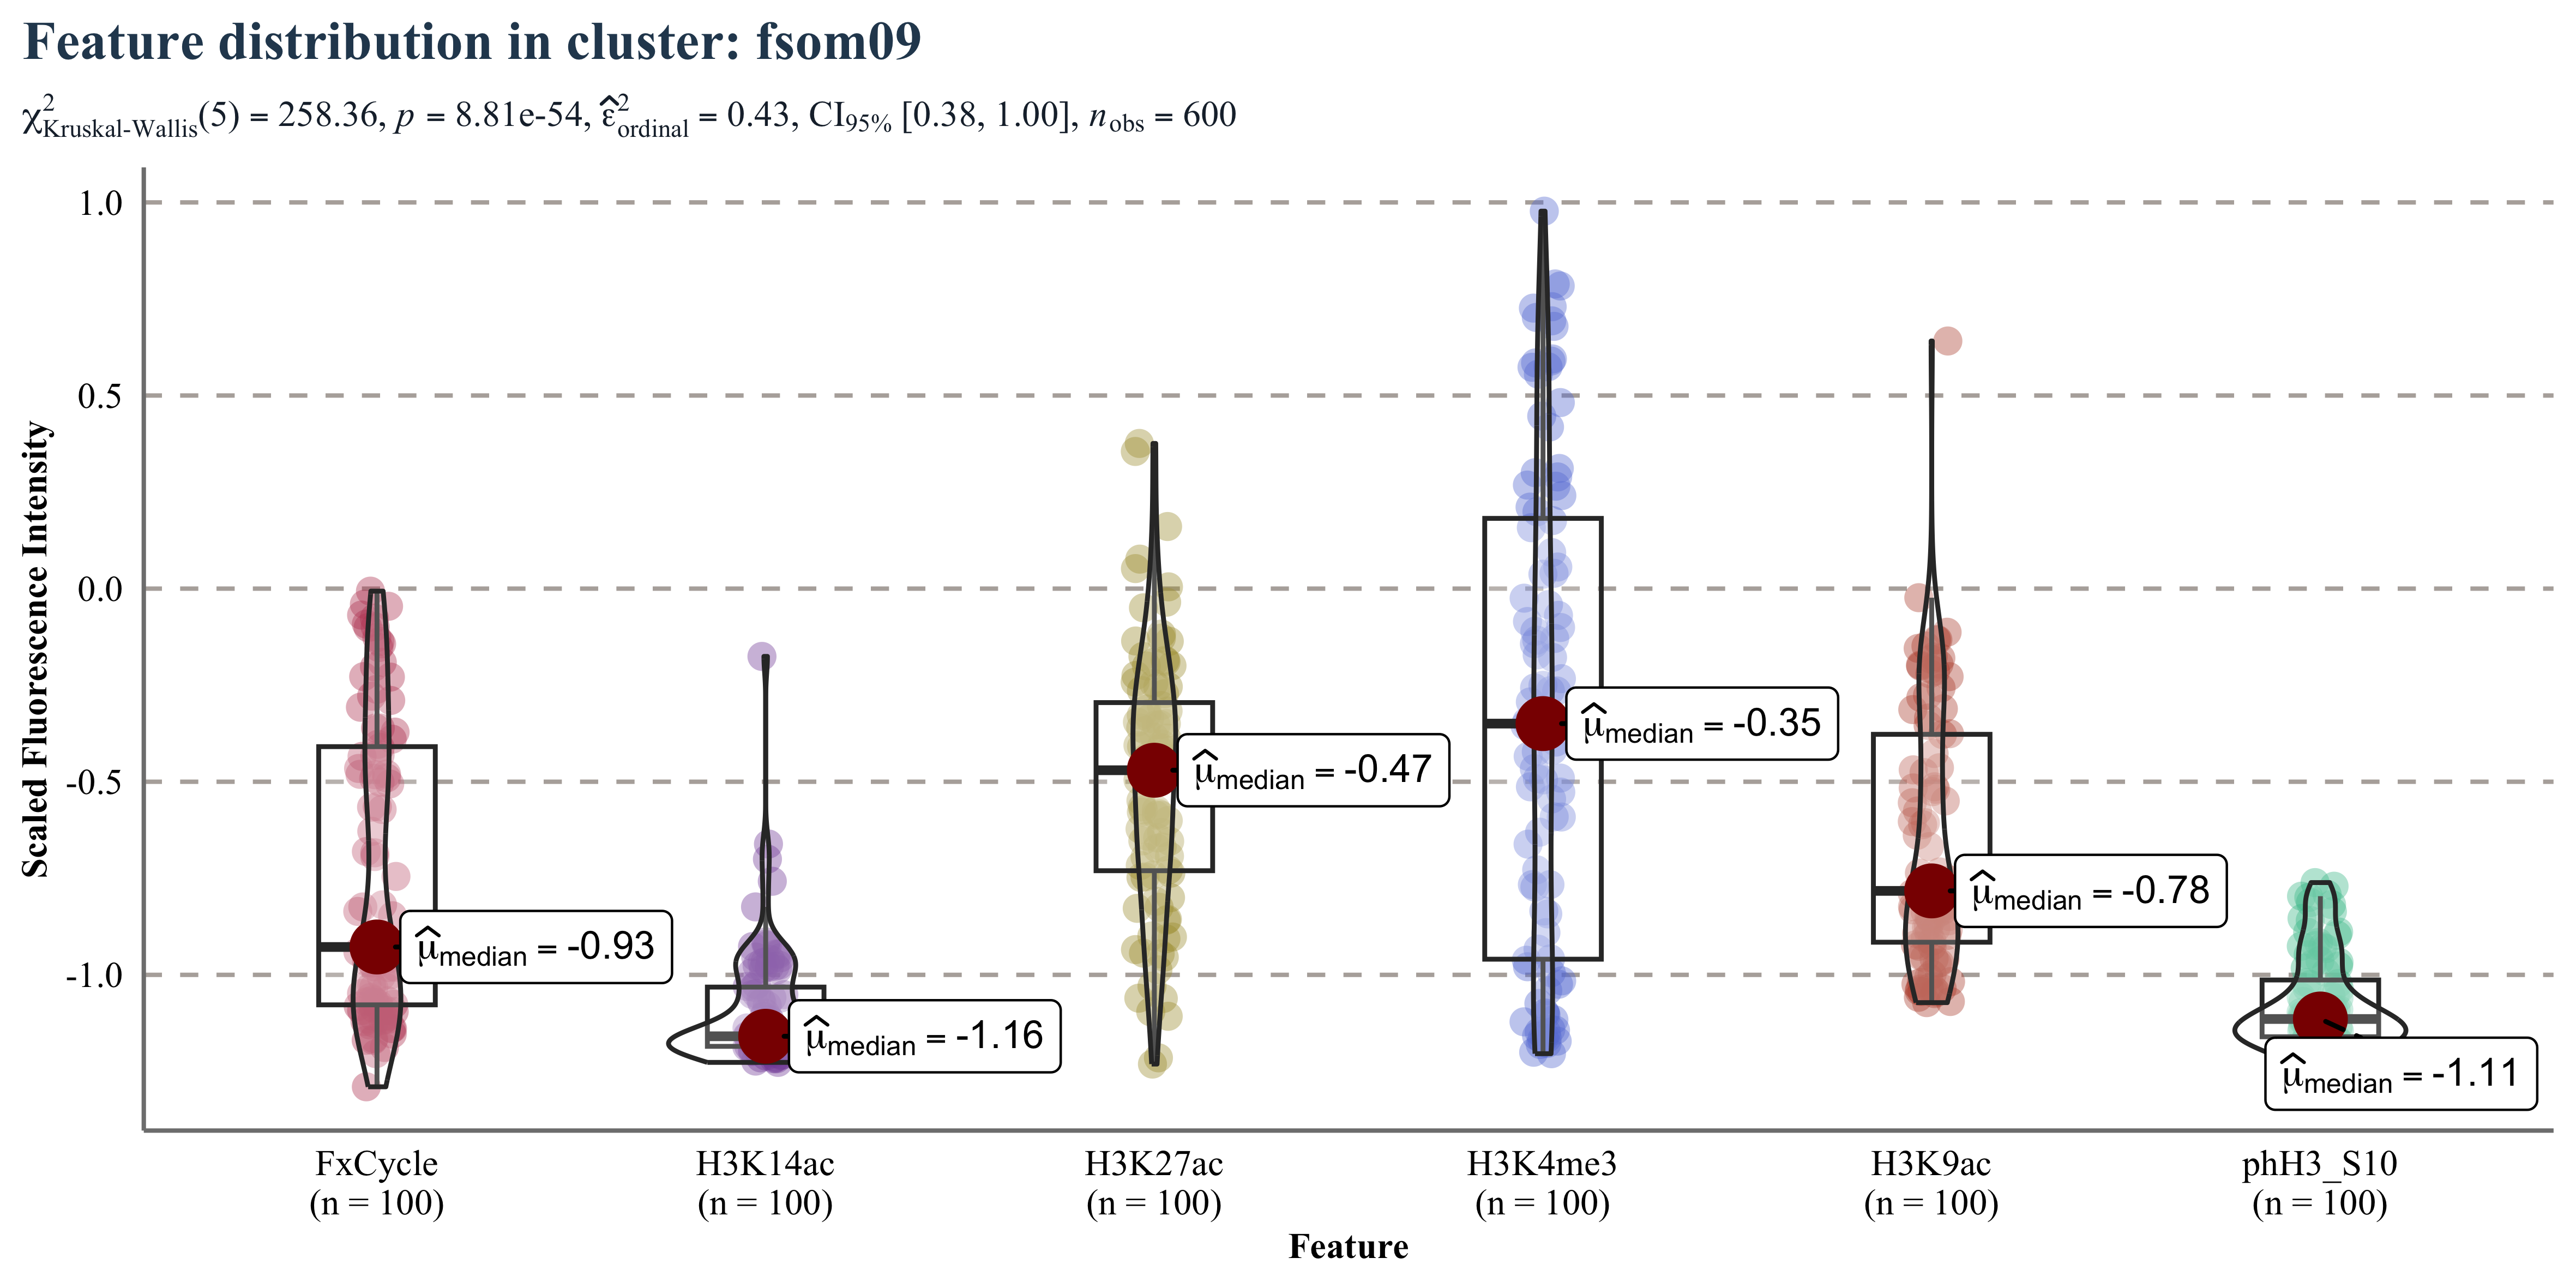 Feature distribution in cluster: fsom09
χ²Kruskal-Wallis(5) = 258.36, p = 8.81e-54, ε̂²ordinal = 0.43, CI95% [0.38, 1.00], nobs = 600
Scaled Fluorescence Intensity
1.0
0.5
0.0
-0.5
-1.0
μ̂median = -0.93
μ̂median = -1.16
μ̂median = -0.47
μ̂median = -0.35
μ̂median = -0.78
μ̂median = -1.11
FxCycle
(n = 100)
H3K14ac
(n = 100)
H3K27ac
(n = 100)
H3K4me3
(n = 100)
H3K9ac
(n = 100)
phH3_S10
(n = 100)
Feature